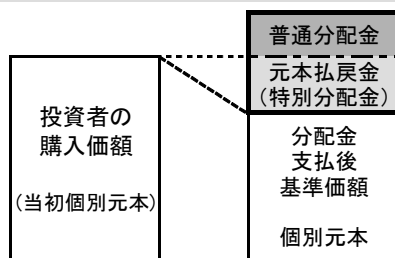 投資者の
購入価額
(当初個別元本)
普通分配金
元本払戻金
(特別分配金)
分配金
支払後
基準価額
個別元本